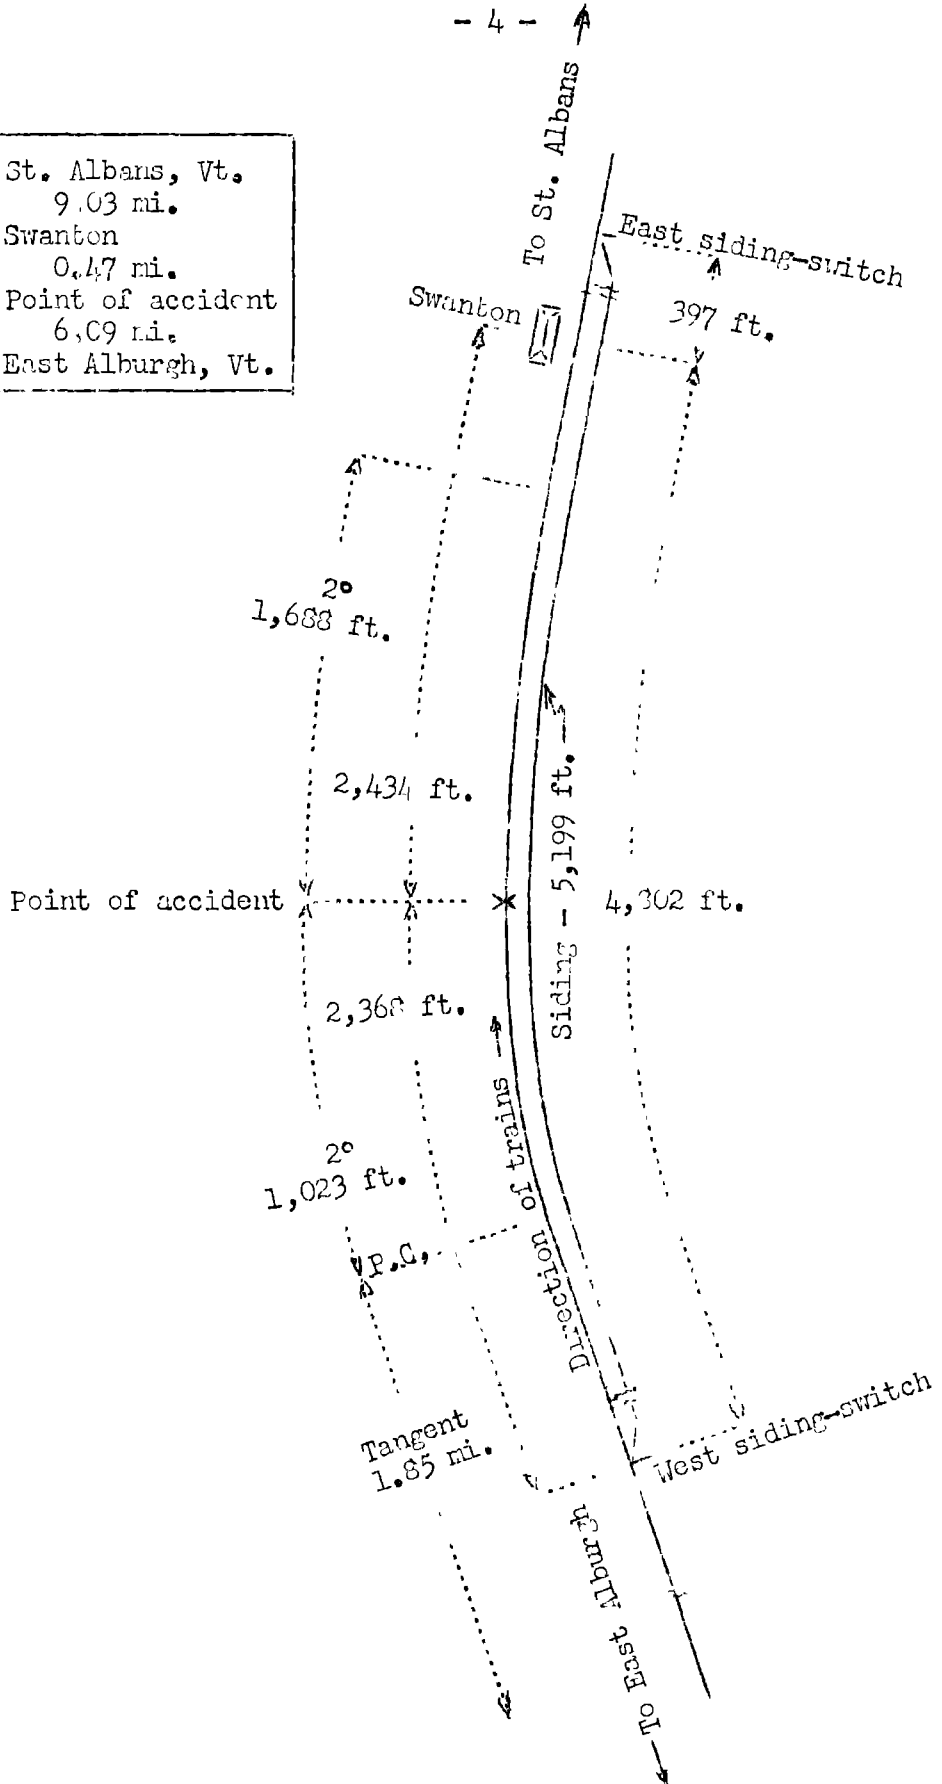 - 4 -
To St. Albans
St. Albans, Vt.
9.03 mi.
Swanton
0.47 mi.
Point of accident
6.09 mi.
East Alburgh, Vt.
East siding-switch
Swanton
397 ft.
2°
1,688 ft.
2,434 ft.
Siding - 5,199 ft.
Point of accident
4,802 ft.
2,368 ft.
Direction of trains
2°
1,023 ft.
P.C.
Tangent
1.85 mi.
West siding-switch
To East Alburgh